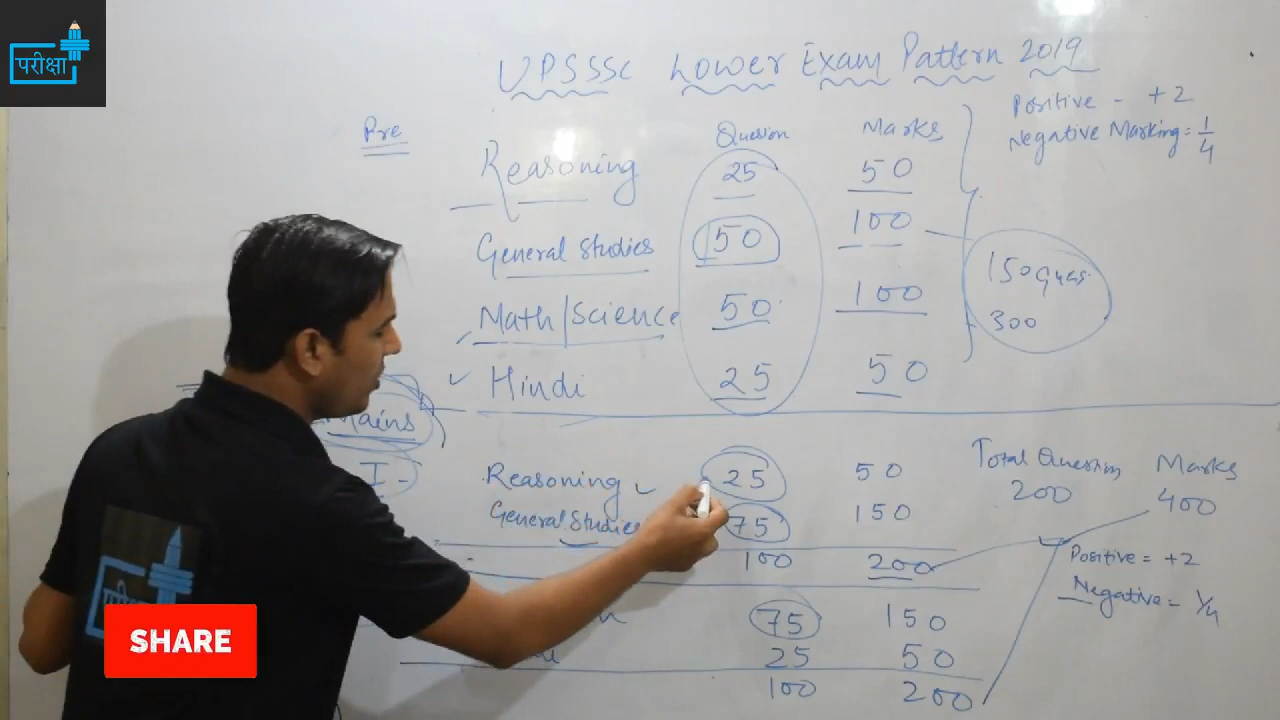 परीक्षा
UPSSSC Lower Exam Pattern 2019
Positive - +2
Negative Marking = 1/4
Pre
Question Marks
Reasoning 25 50
General Studies 50 100
Math/Science 50 100
Hindi 25 50
150 Ques
300
Mains
I -
Reasoning 25 50
General Studies 75 150
100 200
Total Question Marks
200 400
Positive = +2
Negative = 1/4
75 150
25 50
100 200
SHARE